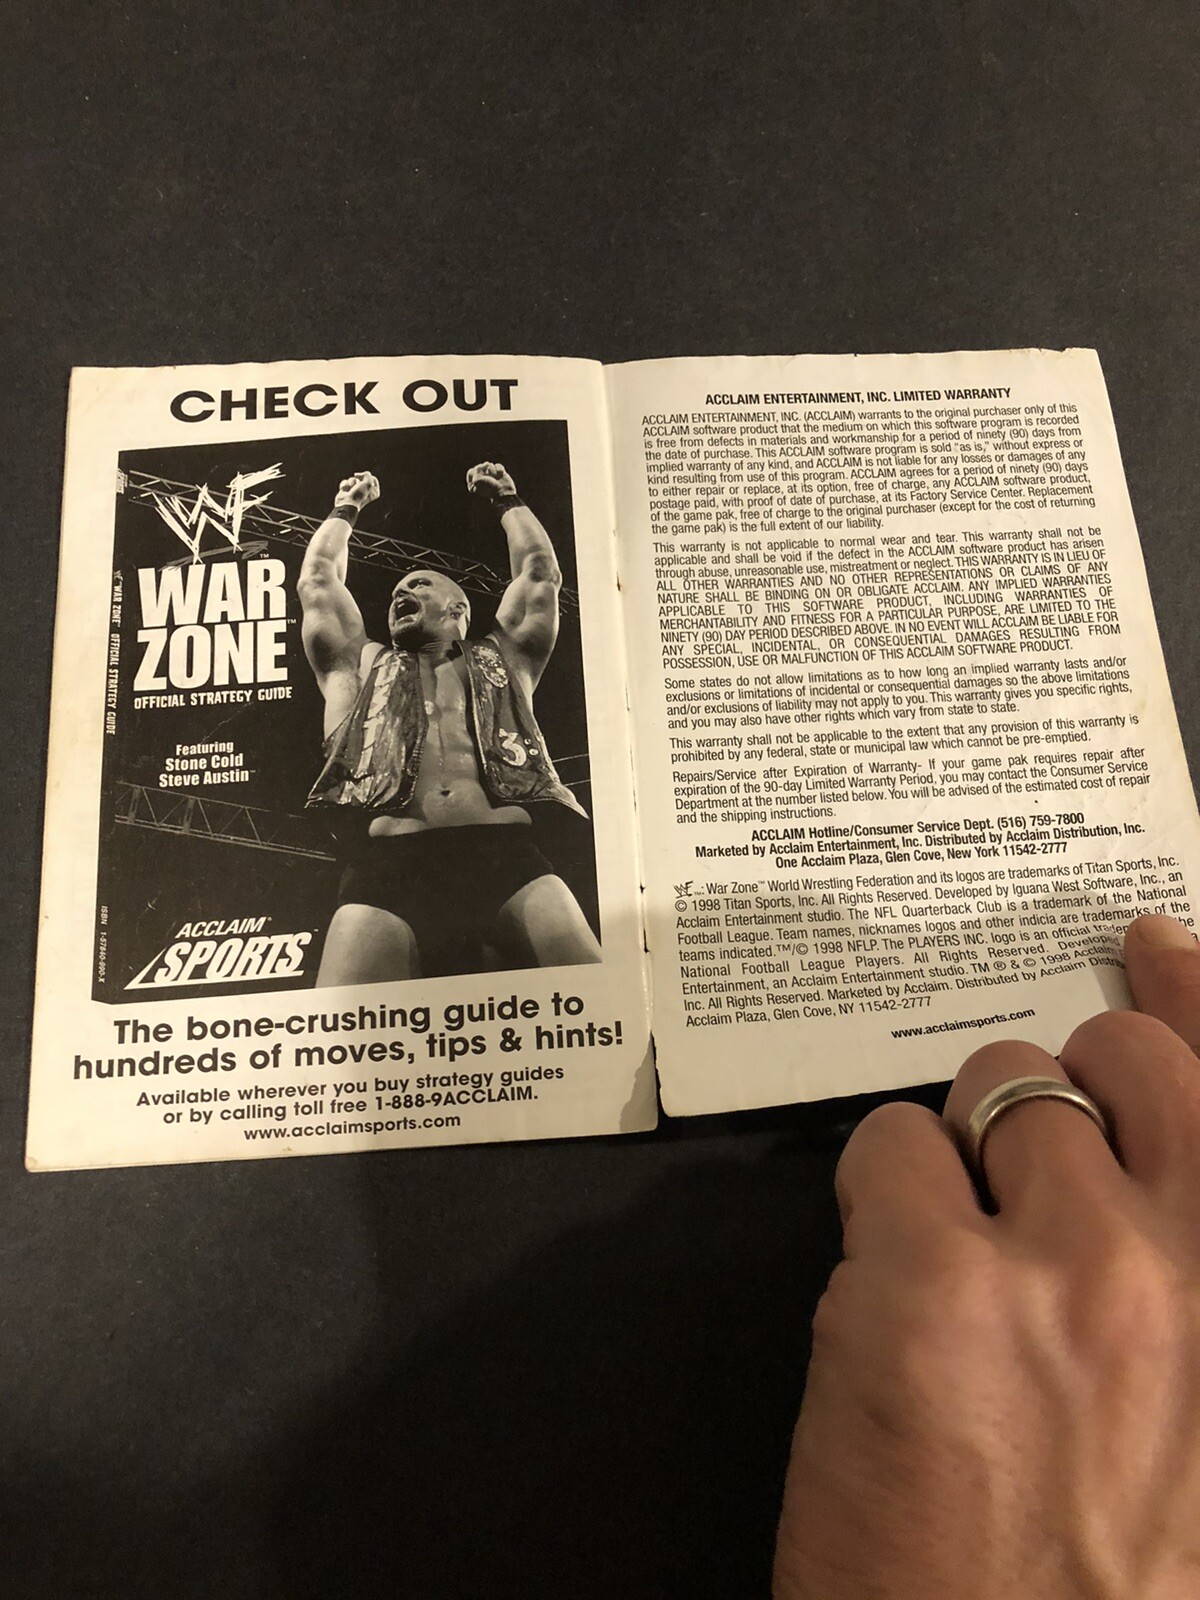 CHECK OUT
WF
™
WAR
ZONE™
OFFICIAL STRATEGY GUIDE
Featuring
Stone Cold
Steve Austin™
3:
"WAR ZONE" OFFICIAL STRATEGY GUIDE
ISBN 1-57840-990-X
ACCLAIM®
SPORTS™
The bone-crushing guide to
hundreds of moves, tips & hints!
Available wherever you buy strategy guides
or by calling toll free 1-888-9ACCLAIM.
www.acclaimsports.com
ACCLAIM ENTERTAINMENT, INC. LIMITED WARRANTY
ACCLAIM ENTERTAINMENT, INC. (ACCLAIM) warrants to the original purchaser only of this
ACCLAIM software product that the medium on which this software program is recorded
is free from defects in materials and workmanship for a period of ninety (90) days from
the date of purchase. This ACCLAIM software program is sold "as is," without express or
implied warranty of any kind, and ACCLAIM is not liable for any losses or damages of any
kind resulting from use of this program. ACCLAIM agrees for a period of ninety (90) days
to either repair or replace, at its option, free of charge, any ACCLAIM software product,
postage paid, with proof of date of purchase, at its Factory Service Center. Replacement
of the game pak, free of charge to the original purchaser (except for the cost of returning
the game pak) is the full extent of our liability.
This warranty is not applicable to normal wear and tear. This warranty shall not be
applicable and shall be void if the defect in the ACCLAIM software product has arisen
through abuse, unreasonable use, mistreatment or neglect. THIS WARRANTY IS IN LIEU OF
ALL OTHER WARRANTIES AND NO OTHER REPRESENTATIONS OR CLAIMS OF ANY
NATURE SHALL BE BINDING ON OR OBLIGATE ACCLAIM. ANY IMPLIED WARRANTIES
APPLICABLE TO THIS SOFTWARE PRODUCT, INCLUDING WARRANTIES OF
MERCHANTABILITY AND FITNESS FOR A PARTICULAR PURPOSE, ARE LIMITED TO THE
NINETY (90) DAY PERIOD DESCRIBED ABOVE. IN NO EVENT WILL ACCLAIM BE LIABLE FOR
ANY SPECIAL, INCIDENTAL, OR CONSEQUENTIAL DAMAGES RESULTING FROM
POSSESSION, USE OR MALFUNCTION OF THIS ACCLAIM SOFTWARE PRODUCT.
Some states do not allow limitations as to how long an implied warranty lasts and/or
exclusions or limitations of incidental or consequential damages so the above limitations
and/or exclusions of liability may not apply to you. This warranty gives you specific rights,
and you may also have other rights which vary from state to state.
This warranty shall not be applicable to the extent that any provision of this warranty is
prohibited by any federal, state or municipal law which cannot be pre-emptied.
Repairs/Service after Expiration of Warranty- If your game pak requires repair after
expiration of the 90-day Limited Warranty Period, you may contact the Consumer Service
Department at the number listed below. You will be advised of the estimated cost of repair
and the shipping instructions.
ACCLAIM Hotline/Consumer Service Dept. (516) 759-7800
Marketed by Acclaim Entertainment, Inc. Distributed by Acclaim Distribution, Inc.
One Acclaim Plaza, Glen Cove, New York 11542-2777
WF™: War Zone™ World Wrestling Federation and its logos are trademarks of Titan Sports, Inc.
© 1998 Titan Sports, Inc. All Rights Reserved. Developed by Iguana West Software, Inc., an
Acclaim Entertainment studio. The NFL Quarterback Club is a trademark of the National
Football League. Team names, nicknames logos and other indicia are trademarks of the
teams indicated.™/© 1998 NFLP. The PLAYERS INC. logo is an official
National Football League Players. All Rights Reserved. Developed
Entertainment, an Acclaim Entertainment studio. TM ® & © 1998 Acclaim
Inc. All Rights Reserved. Marketed by Acclaim. Distributed by Acclaim
Acclaim Plaza, Glen Cove, NY 11542-2777
www.acclaimsports.com